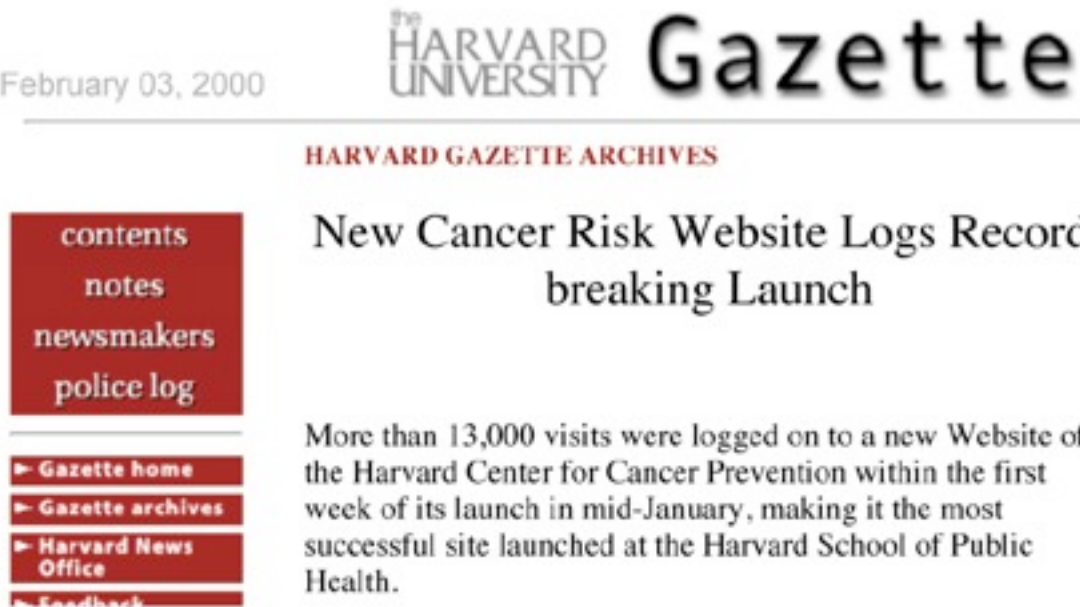 the
HARVARD
UNIVERSITY
Gazette
February 03, 2000
HARVARD GAZETTE ARCHIVES
contents
notes
newsmakers
police log
Gazette home
Gazette archives
Harvard News
Office
Feedback
New Cancer Risk Website Logs Record
breaking Launch
More than 13,000 visits were logged on to a new Website of
the Harvard Center for Cancer Prevention within the first
week of its launch in mid-January, making it the most
successful site launched at the Harvard School of Public
Health.